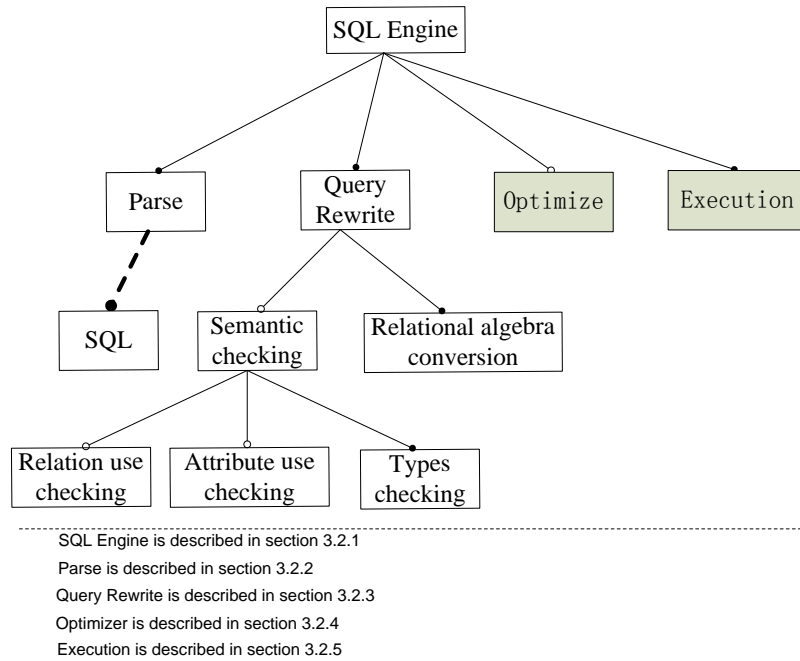 SQL Engine
Parse
Query
Rewrite
Optimize
Execution
SQL
Semantic
checking
Relational algebra
conversion
Relation use
checking
Attribute use
checking
Types
checking
SQL Engine is described in section 3.2.1
Parse is described in section 3.2.2
Query Rewrite is described in section 3.2.3
Optimizer is described in section 3.2.4
Execution is described in section 3.2.5